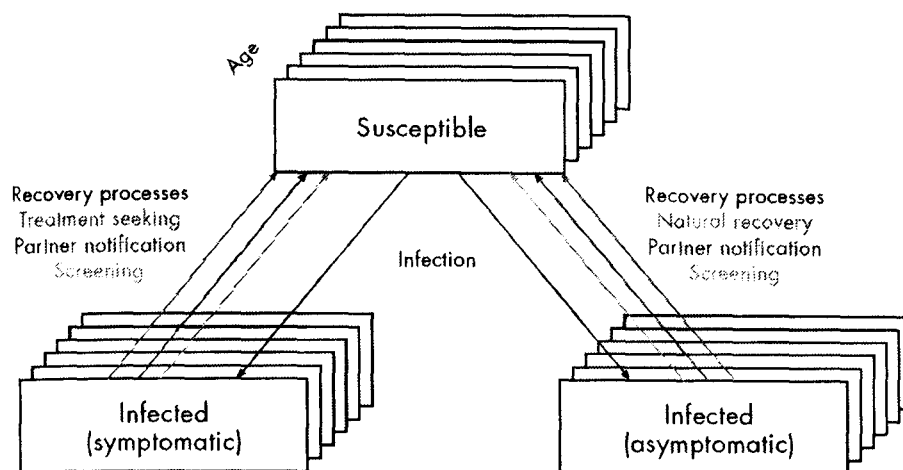 Age
Susceptible
Recovery processes
Treatment seeking
Partner notification
Screening
Infection
Recovery processes
Natural recovery
Partner notification
Screening
Infected
(symptomatic)
Infected
(asymptomatic)